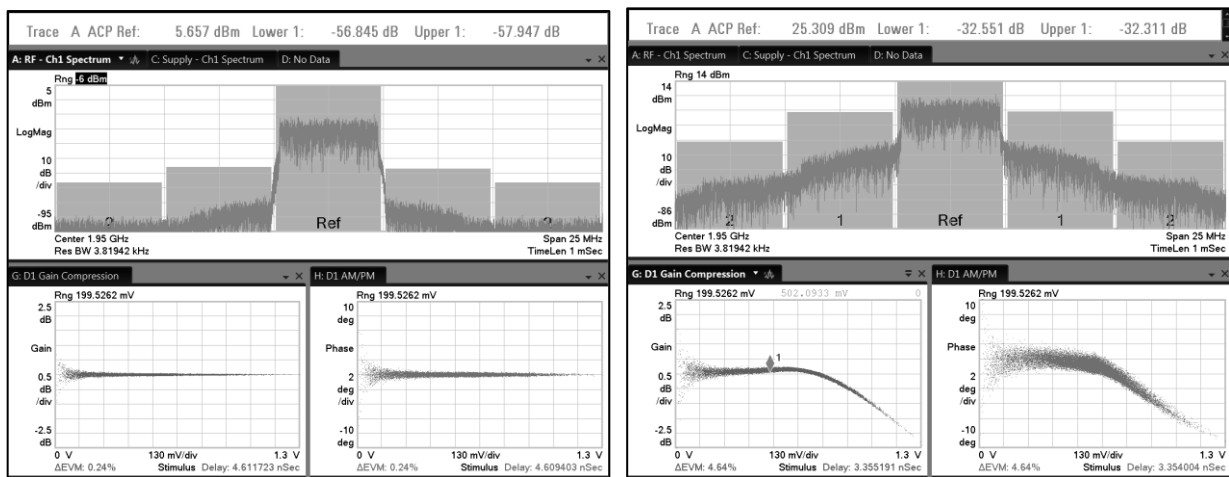 Trace A ACP Ref: 5.657 dBm Lower 1: -56.845 dB Upper 1: -57.947 dB
A: RF - Ch1 Spectrum C: Supply - Ch1 Spectrum D: No Data
Rng -6 dBm
5
dBm
LogMag
10
dB
/div
-95
dBm
2 Ref 2
Center 1.95 GHz Span 25 MHz
Res BW 3.81942 kHz TimeLen 1 mSec
G: D1 Gain Compression
Rng 199.5262 mV
2.5
dB
Gain
0.5
dB
/div
-2.5
dB
0 V 130 mV/div 1.3 V
ΔEVM: 0.24% Stimulus Delay: 4.611723 nSec
H: D1 AM/PM
Rng 199.5262 mV
10
deg
Phase
2
deg
/div
-10
deg
0 V 130 mV/div 1.3 V
ΔEVM: 0.24% Stimulus Delay: 4.609403 nSec
Trace A ACP Ref: 25.309 dBm Lower 1: -32.551 dB Upper 1: -32.311 dB
A: RF - Ch1 Spectrum C: Supply - Ch1 Spectrum D: No Data
Rng 14 dBm
14
dBm
LogMag
10
dB
/div
-86
dBm
2 1 Ref 1 2
Center 1.95 GHz Span 25 MHz
Res BW 3.81942 kHz TimeLen 1 mSec
G: D1 Gain Compression
Rng 199.5262 mV 502.0933 mV 0
2.5
dB
Gain
1
0.5
dB
/div
-2.5
dB
0 V 130 mV/div 1.3 V
ΔEVM: 4.64% Stimulus Delay: 3.355191 nSec
H: D1 AM/PM
Rng 199.5262 mV
10
deg
Phase
2
deg
/div
-10
deg
0 V 130 mV/div 1.3 V
ΔEVM: 4.64% Stimulus Delay: 3.354004 nSec